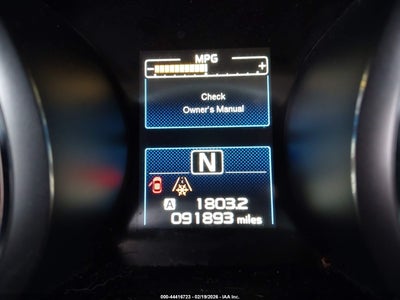 MPG
- +
Check
Owner's Manual
N
A 1803.2
091893 miles
000-44416723 - 02/19/2026 - IAA, Inc.